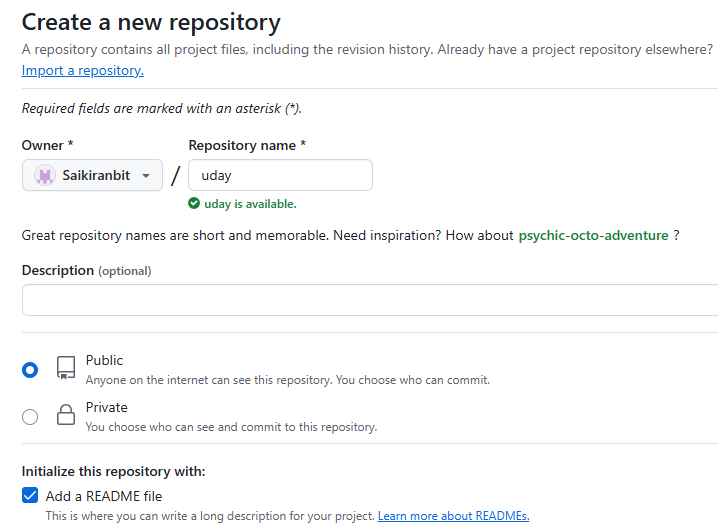 Create a new repository
A repository contains all project files, including the revision history. Already have a project repository elsewhere?
Import a repository.
Required fields are marked with an asterisk (*).
Owner * Repository name *
Saikiranbit / uday
uday is available.
Great repository names are short and memorable. Need inspiration? How about psychic-octo-adventure ?
Description (optional)
Public
Anyone on the internet can see this repository. You choose who can commit.
Private
You choose who can see and commit to this repository.
Initialize this repository with:
Add a README file
This is where you can write a long description for your project. Learn more about READMEs.